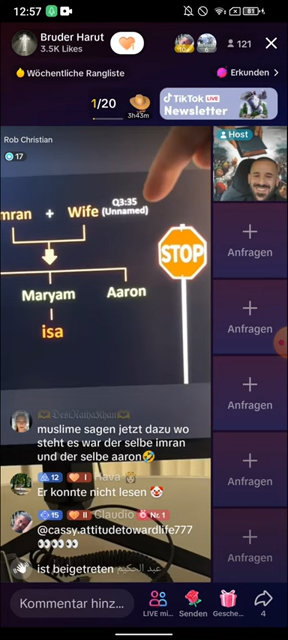 12:57
81
Bruder Harut
3.5K Likes
121
Wöchentliche Rangliste
Erkunden >
1/20
3h43m
TikTok LIVE
Newsletter
Rob Christian
17
Host
Q3:35
mran + Wife (Unnamed)
STOP
Maryam Aaron
isa
Anfragen
Anfragen
Anfragen
Anfragen
Anfragen
Anfragen
muslime sagen jetzt dazu wo
steht es war der selbe imran
und der selbe aaron🤣
12 I Hava
Er konnte nicht lesen 🤡
15 II Claudio Nr. 1
@cassy.attitudetowardlife777
ist beigetreten عبد الحكيم
Kommentar hinz...
LIVE mi...
Senden
Gesche...
4